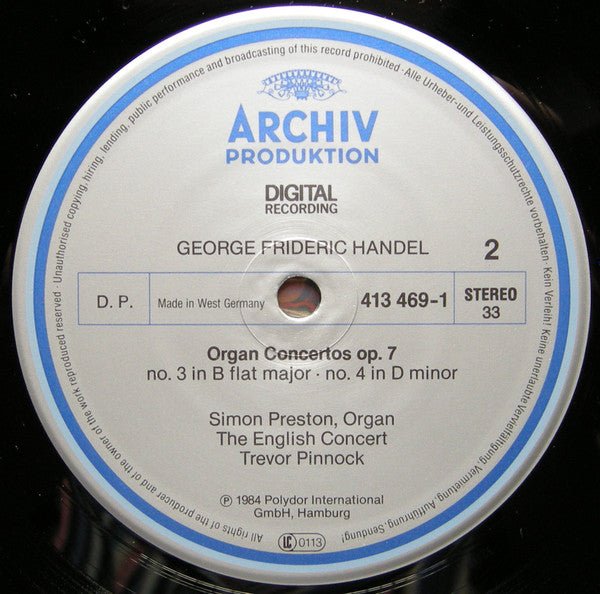 ARCHIV
PRODUKTION
DIGITAL
RECORDING
GEORGE FRIDERIC HANDEL
2
D. P.
Made in West Germany
413 469-1
STEREO
33
Organ Concertos op. 7
no. 3 in B flat major · no. 4 in D minor
Simon Preston, Organ
The English Concert
Trevor Pinnock
℗ 1984 Polydor International
GmbH, Hamburg
LC 0113
All rights of the producer and of the owner of the work reproduced reserved · Unauthorised copying, hiring, lending, public performance and broadcasting of this record prohibited · Alle Urheber- und Leistungsschutzrechte vorbehalten · Kein Verleih! Keine unerlaubte Vervielfältigung, Vermietung, Aufführung, Sendung!